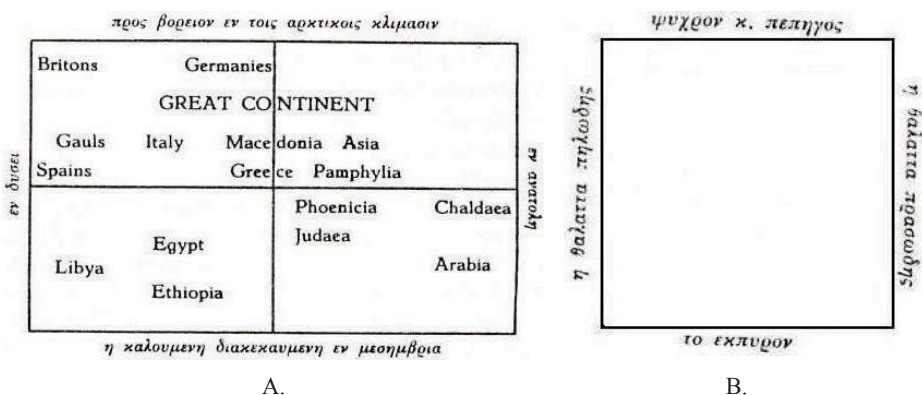 προς βορειον εν τοις αρκτικοις κλιμασιν
Britons Germanies
GREAT CONTINENT
Gauls Italy Macedonia Asia
Spains Greece Pamphylia
Phoenicia Chaldaea
Judaea
Egypt
Libya Arabia
Ethiopia
εν δυσει
εν ανατολη
η καλουμενη διακεκαυμενη εν μεσημβρια
A.
ψυχρον κ. πεπηγος
η θαλαττα πηλωδης
η θαλαττα πορσοωδης
το εκπυρον
B.